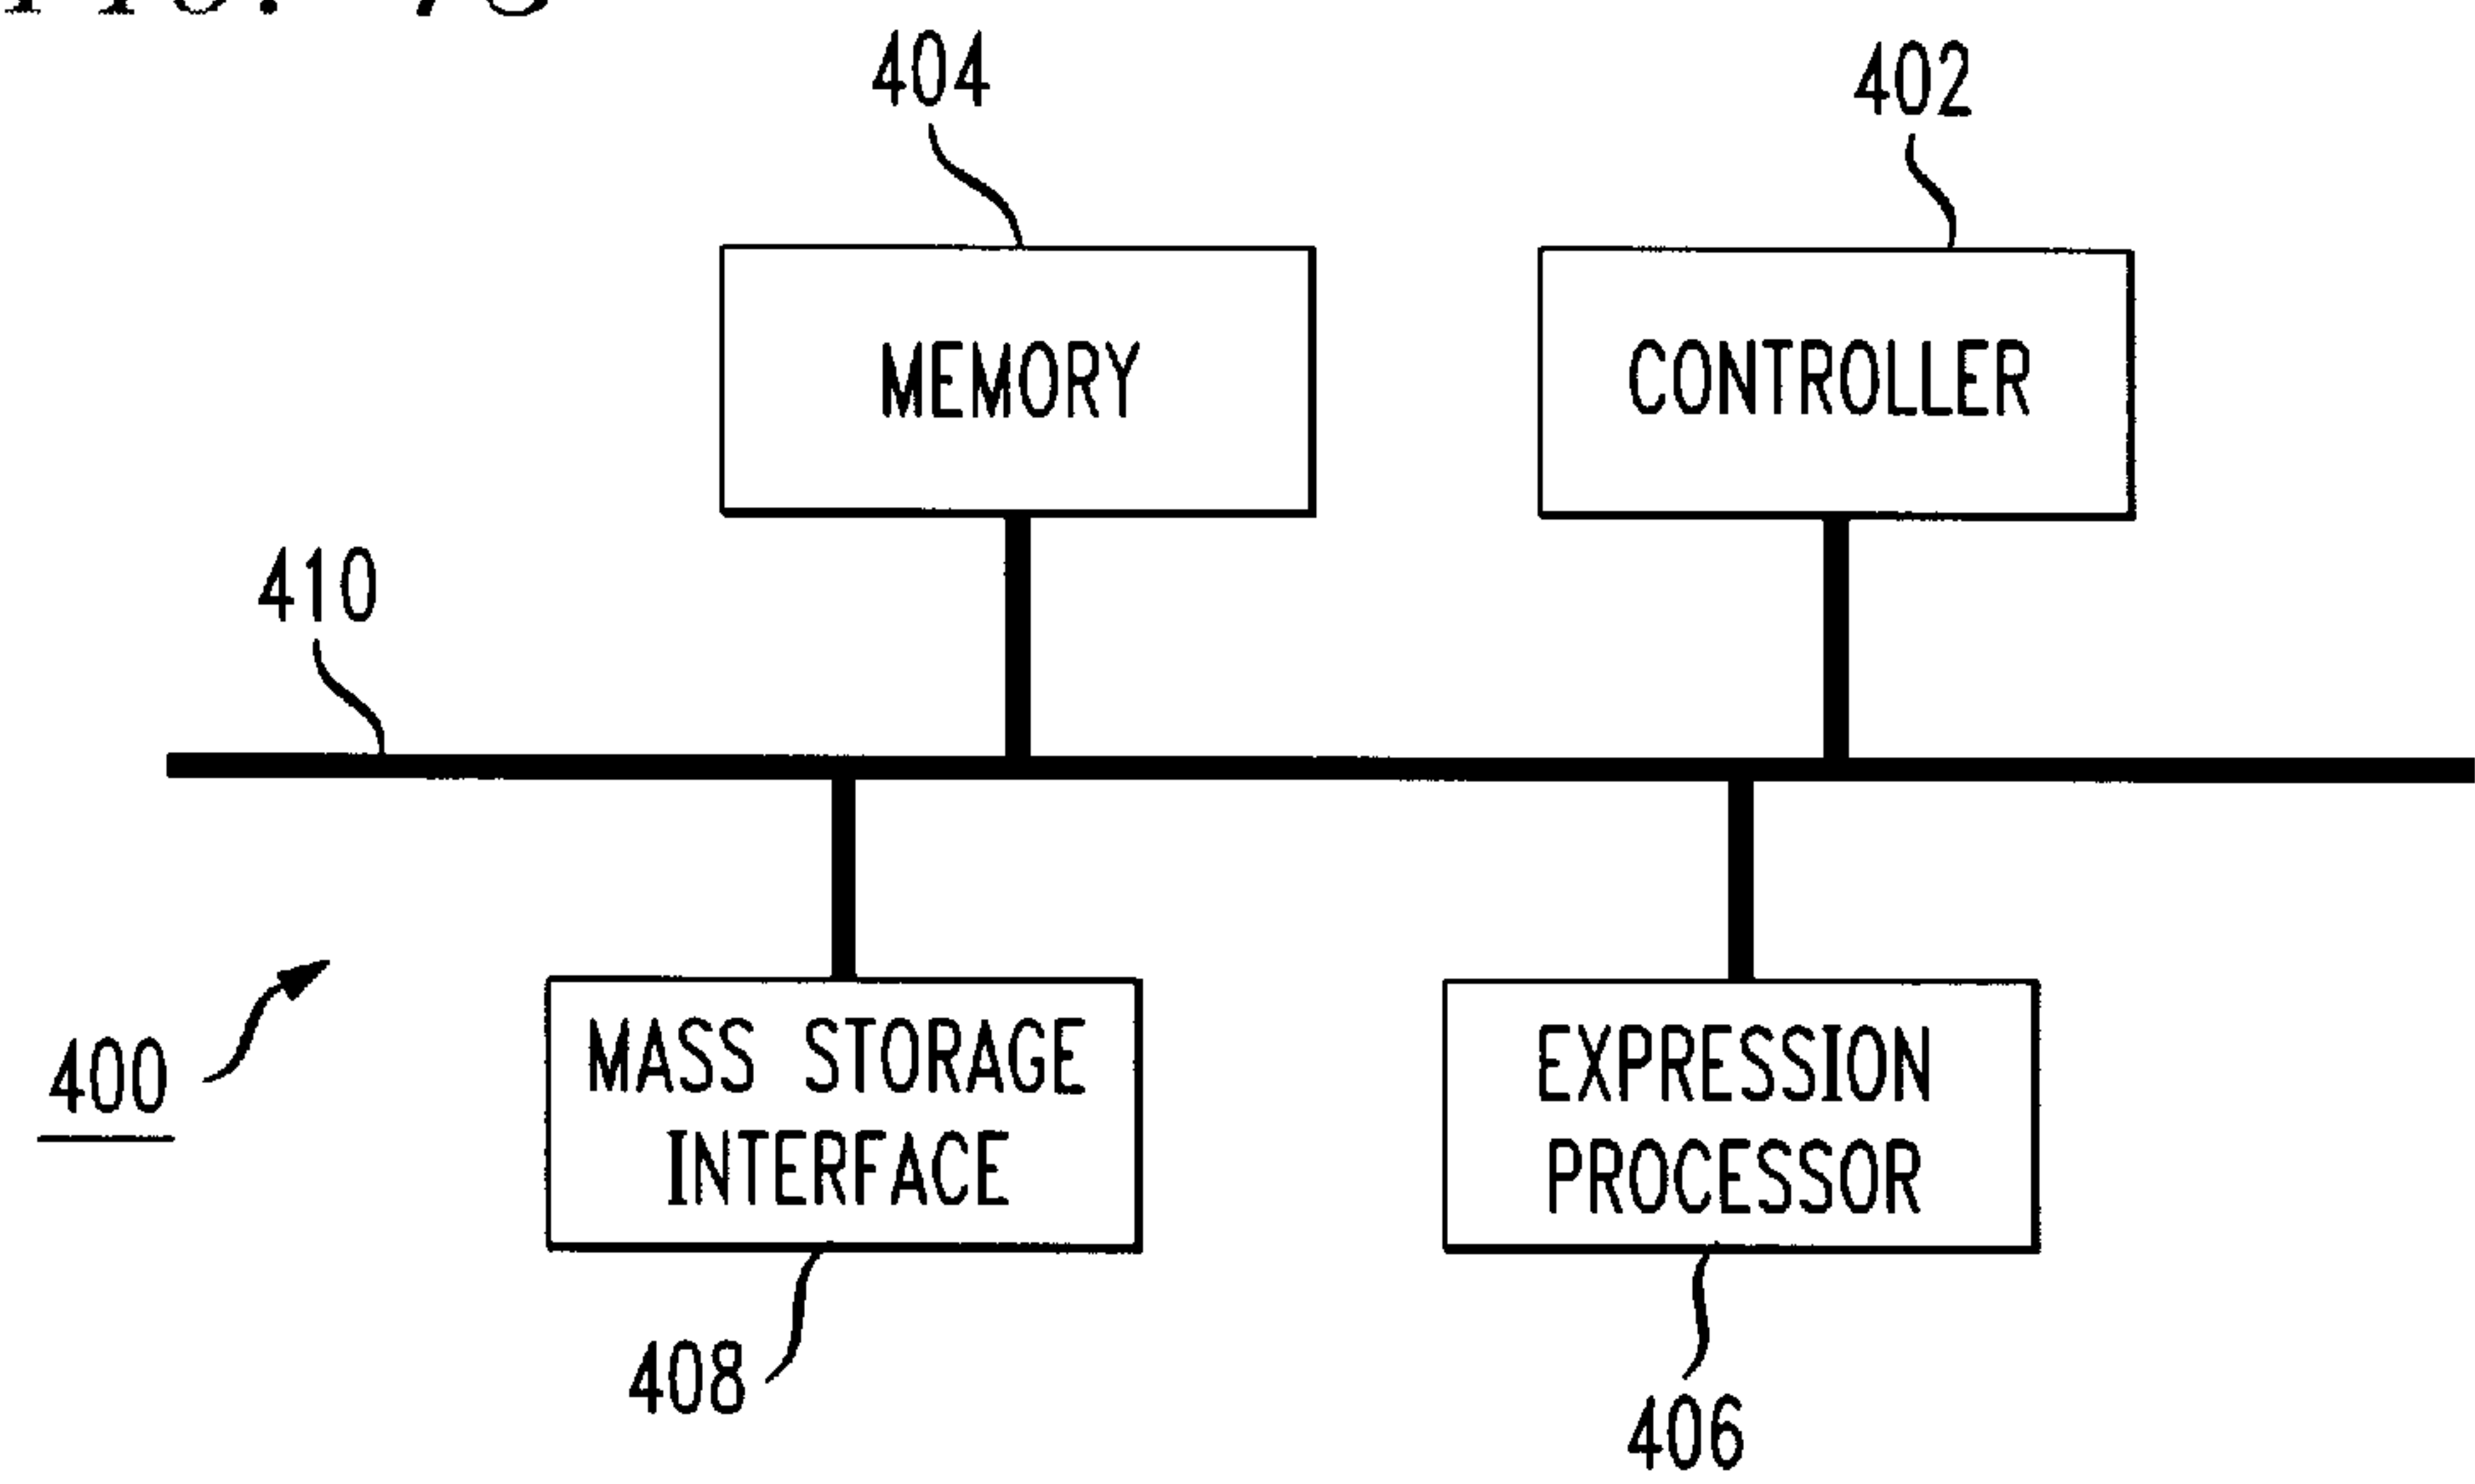 404
402
MEMORY
CONTROLLER
410
400
MASS STORAGE
INTERFACE
EXPRESSION
PROCESSOR
408
406